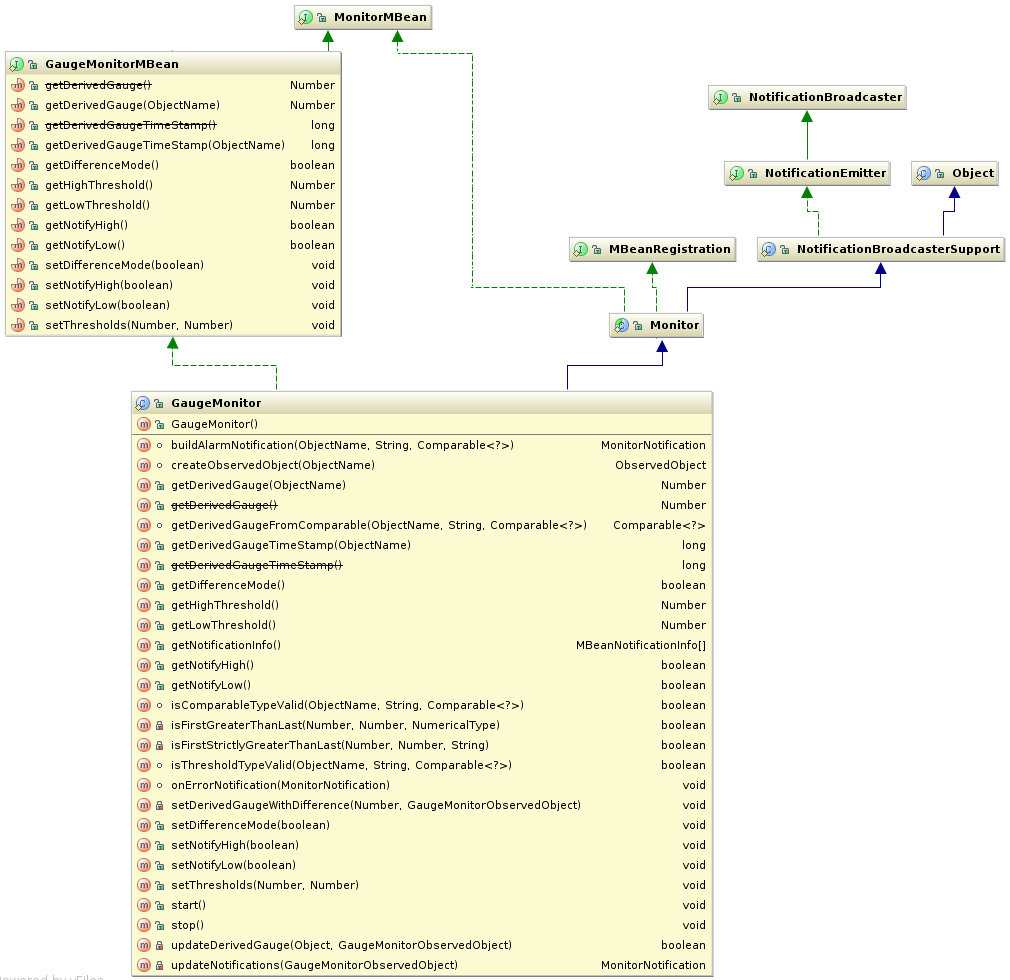 MonitorMBean
GaugeMonitorMBean
getDerivedGauge() Number
getDerivedGauge(ObjectName) Number
getDerivedGaugeTimeStamp() long
getDerivedGaugeTimeStamp(ObjectName) long
getDifferenceMode() boolean
getHighThreshold() Number
getLowThreshold() Number
getNotifyHigh() boolean
getNotifyLow() boolean
setDifferenceMode(boolean) void
setNotifyHigh(boolean) void
setNotifyLow(boolean) void
setThresholds(Number, Number) void
NotificationBroadcaster
NotificationEmitter
Object
MBeanRegistration
NotificationBroadcasterSupport
Monitor
GaugeMonitor
GaugeMonitor()
buildAlarmNotification(ObjectName, String, Comparable<?>) MonitorNotification
createObservedObject(ObjectName) ObservedObject
getDerivedGauge(ObjectName) Number
getDerivedGauge() Number
getDerivedGaugeFromComparable(ObjectName, String, Comparable<?>) Comparable<?>
getDerivedGaugeTimeStamp(ObjectName) long
getDerivedGaugeTimeStamp() long
getDifferenceMode() boolean
getHighThreshold() Number
getLowThreshold() Number
getNotificationInfo() MBeanNotificationInfo[]
getNotifyHigh() boolean
getNotifyLow() boolean
isComparableTypeValid(ObjectName, String, Comparable<?>) boolean
isFirstGreaterThanLast(Number, Number, NumericalType) boolean
isFirstStrictlyGreaterThanLast(Number, Number, String) boolean
isThresholdTypeValid(ObjectName, String, Comparable<?>) boolean
onErrorNotification(MonitorNotification) void
setDerivedGaugeWithDifference(Number, GaugeMonitorObservedObject) void
setDifferenceMode(boolean) void
setNotifyHigh(boolean) void
setNotifyLow(boolean) void
setThresholds(Number, Number) void
start() void
stop() void
updateDerivedGauge(Object, GaugeMonitorObservedObject) boolean
updateNotifications(GaugeMonitorObservedObject) MonitorNotification